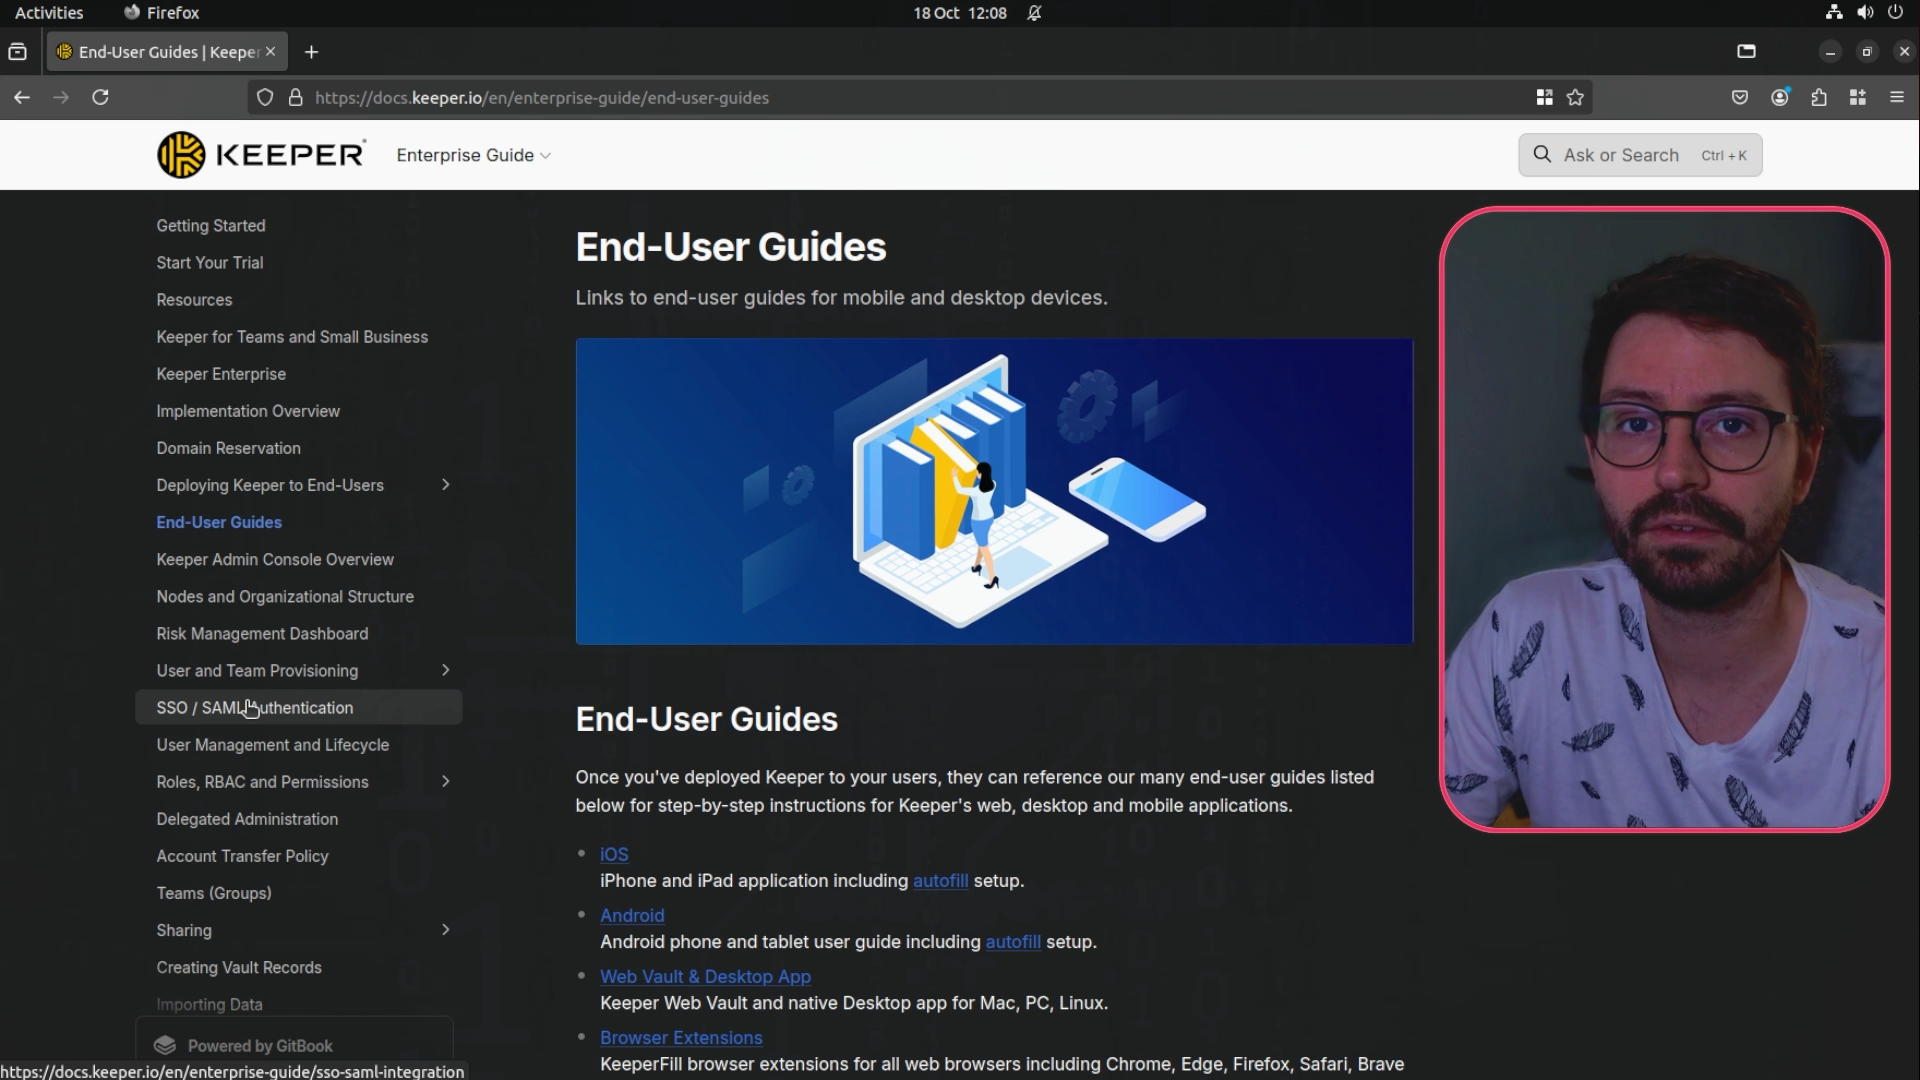 Activities
Firefox
18 Oct 12:08
End-User Guides | Keeper
https://docs.keeper.io/en/enterprise-guide/end-user-guides
KEEPER
Enterprise Guide
Ask or Search
Ctrl + K
Getting Started
Start Your Trial
Resources
Keeper for Teams and Small Business
Keeper Enterprise
Implementation Overview
Domain Reservation
Deploying Keeper to End-Users
End-User Guides
Keeper Admin Console Overview
Nodes and Organizational Structure
Risk Management Dashboard
User and Team Provisioning
SSO / SAML Authentication
User Management and Lifecycle
Roles, RBAC and Permissions
Delegated Administration
Account Transfer Policy
Teams (Groups)
Sharing
Creating Vault Records
Importing Data
Powered by GitBook
https://docs.keeper.io/en/enterprise-guide/sso-saml-integration
End-User Guides
Links to end-user guides for mobile and desktop devices.
End-User Guides
Once you've deployed Keeper to your users, they can reference our many end-user guides listed
below for step-by-step instructions for Keeper's web, desktop and mobile applications.
iOS
iPhone and iPad application including autofill setup.
Android
Android phone and tablet user guide including autofill setup.
Web Vault & Desktop App
Keeper Web Vault and native Desktop app for Mac, PC, Linux.
Browser Extensions
KeeperFill browser extensions for all web browsers including Chrome, Edge, Firefox, Safari, Brave